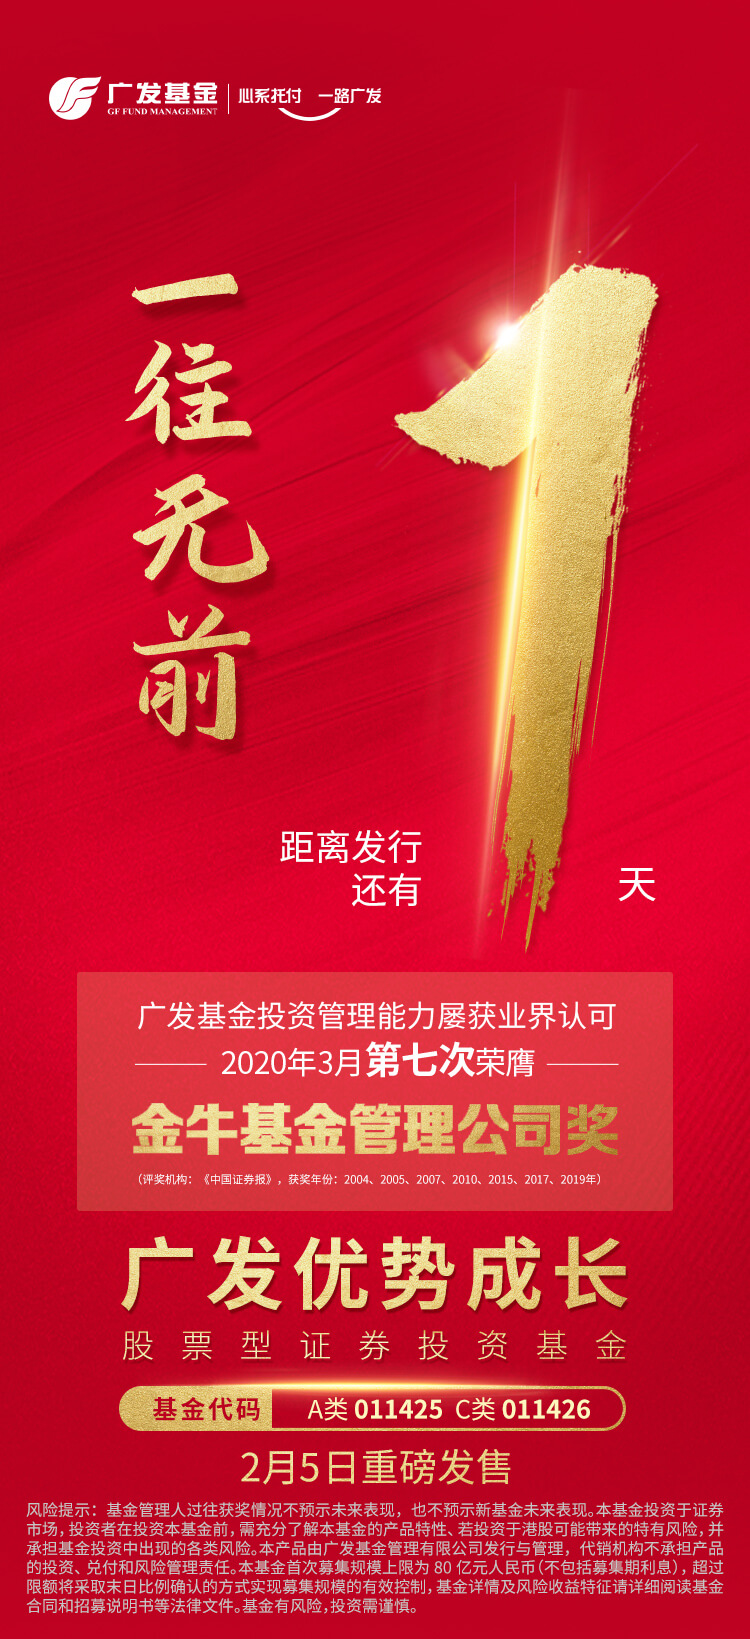 广发基金
GF FUND MANAGEMENT
心系托付 一路广发
一往无前
1
距离发行
还有
天
广发基金投资管理能力屡获业界认可
2020年3月第七次荣膺
金牛基金管理公司奖
（评奖机构：《中国证券报》，获奖年份：2004、2005、2007、2010、2015、2017、2019年）
广发优势成长
股票型证券投资基金
基金代码 A类 011425 C类 011426
2月5日重磅发售
风险提示：基金管理人过往获奖情况不预示未来表现，也不预示新基金未来表现。本基金投资于证券
市场，投资者在投资本基金前，需充分了解本基金的产品特性、若投资于港股可能带来的特有风险，并
承担基金投资中出现的各类风险。本产品由广发基金管理有限公司发行与管理，代销机构不承担产品
的投资、兑付和风险管理责任。本基金首次募集规模上限为 80 亿元人民币（不包括募集期利息），超过
限额将采取末日比例确认的方式实现募集规模的有效控制，基金详情及风险收益特征请详细阅读基金
合同和招募说明书等法律文件。基金有风险，投资需谨慎。